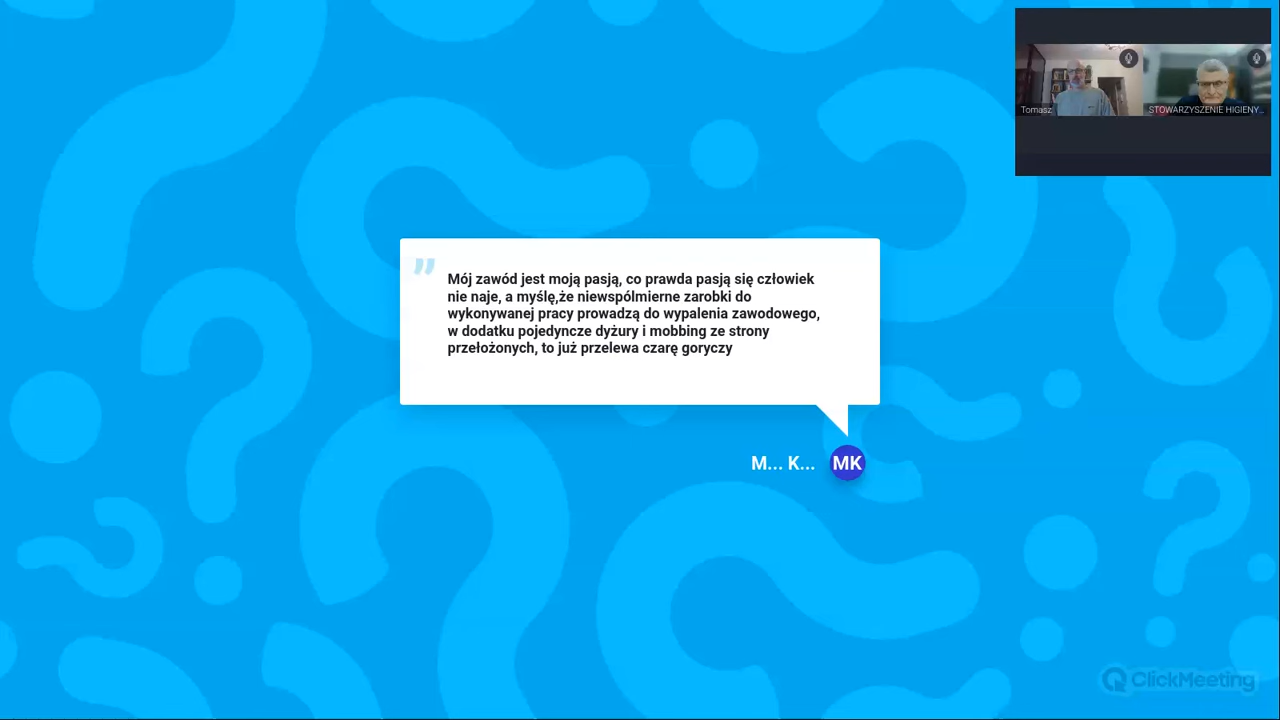 Tomasz
STOWARZYSZENIE HIGIENY...
"
Mój zawód jest moją pasją, co prawda pasją się człowiek
nie naje, a myślę,że niewspólmierne zarobki do
wykonywanej pracy prowadzą do wypalenia zawodowego,
w dodatku pojedyncze dyżury i mobbing ze strony
przełożonych, to już przelewa czarę goryczy
M... K... MK
ClickMeeting